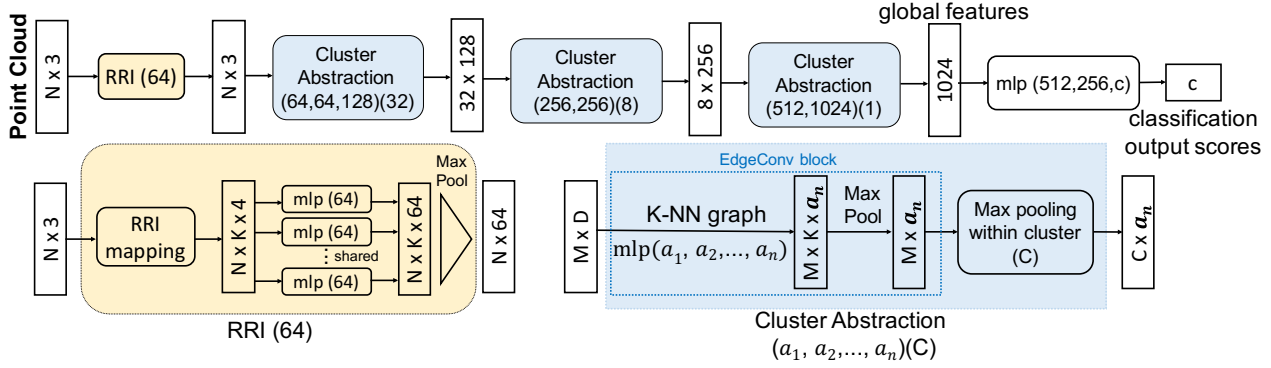 Point Cloud
N x 3
RRI (64)
N x 3
Cluster
Abstraction
(64,64,128)(32)
32 x 128
Cluster
Abstraction
(256,256)(8)
8 x 256
Cluster
Abstraction
(512,1024)(1)
global features
1024
mlp (512,256,c)
c
classification
output scores
N x 3
RRI
mapping
N x K x 4
mlp (64)
mlp (64)
⋮ shared
mlp (64)
N x K x 64
Max
Pool
N x 64
RRI (64)
M x D
EdgeConv block
K-NN graph
mlp(a₁, a₂,..., aₙ)
M x K x aₙ
Max
Pool
M x aₙ
Max pooling
within cluster
(C)
C x aₙ
Cluster Abstraction
(a₁, a₂,..., aₙ)(C)